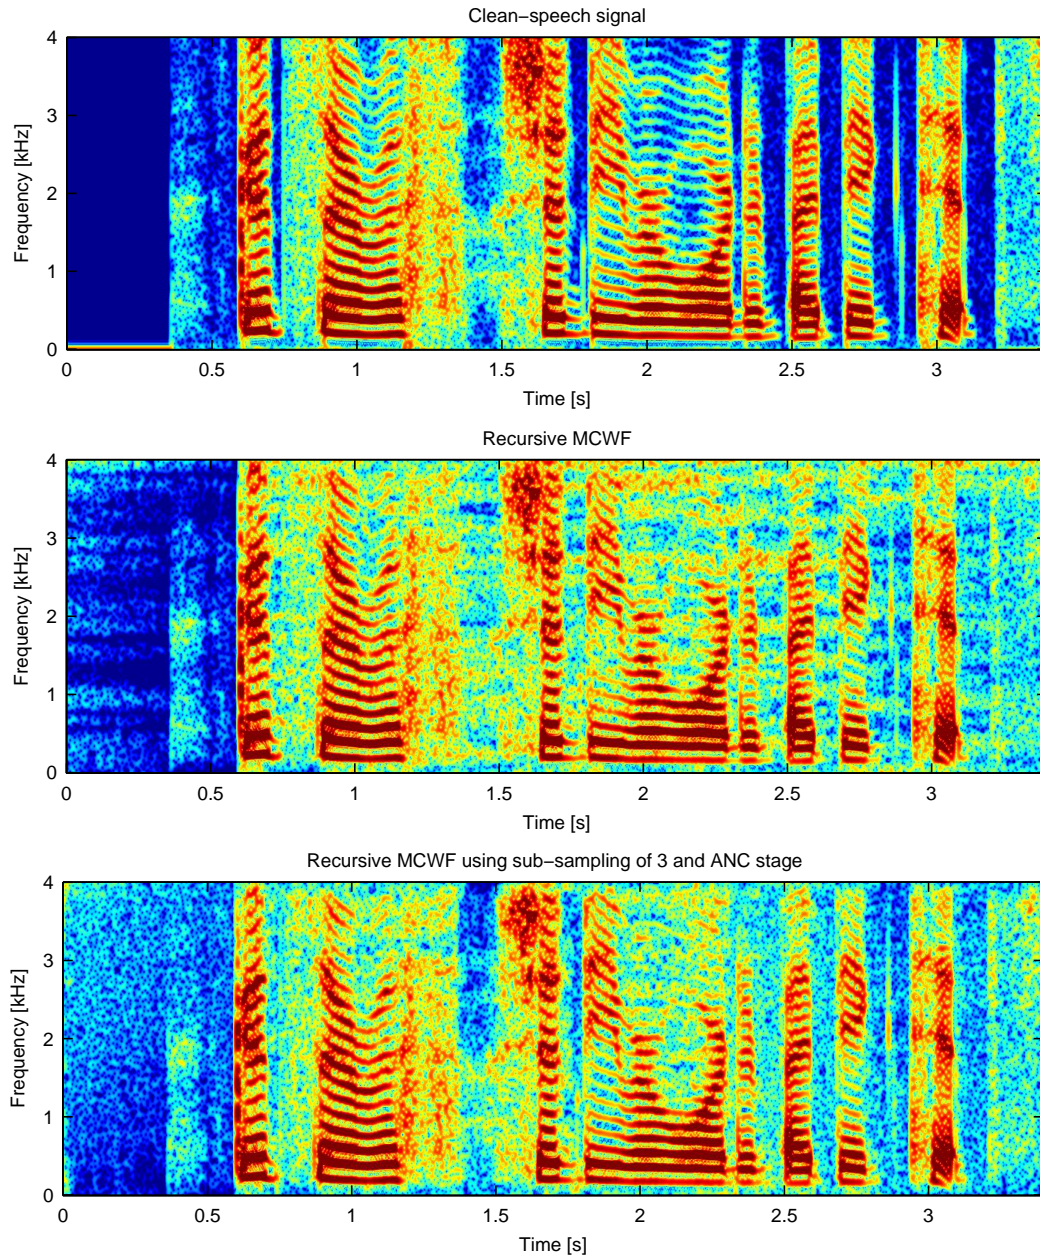 Clean−speech signal
4
3
2
1
0
Frequency [kHz]
0 0.5 1 1.5 2 2.5 3
Time [s]
Recursive MCWF
4
3
2
1
0
Frequency [kHz]
0 0.5 1 1.5 2 2.5 3
Time [s]
Recursive MCWF using sub−sampling of 3 and ANC stage
4
3
2
1
0
Frequency [kHz]
0 0.5 1 1.5 2 2.5 3
Time [s]